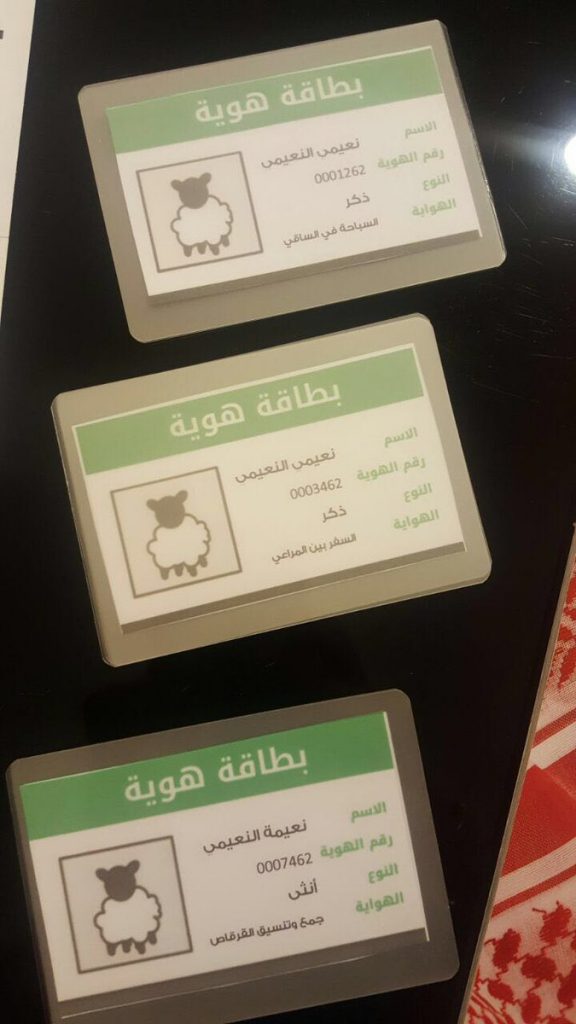 بطاقة هوية
الاسم نعيمي النعيمي
رقم الهوية 0001262
النوع ذكر
الهواية السباحة في الساقي
بطاقة هوية
الاسم نعيمي النعيمي
رقم الهوية 0003462
النوع ذكر
الهواية السفر بين المراعي
بطاقة هوية
الاسم نعيمة النعيمي
رقم الهوية 0007462
النوع أنثى
الهواية جمع وتنسيق القرقاص